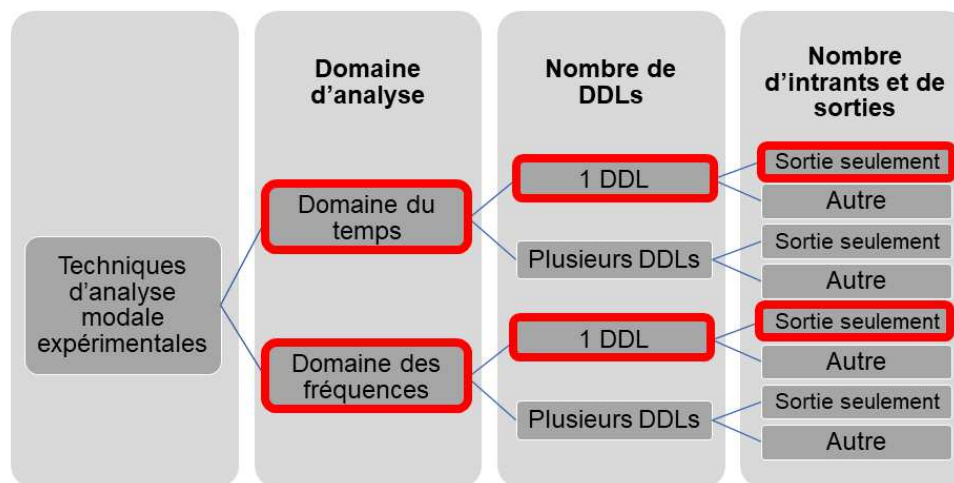 Domaine
d'analyse
Nombre de
DDLs
Nombre
d'intrants et de
sorties
Techniques
d'analyse
modale
expérimentales
Domaine du
temps
Domaine des
fréquences
1 DDL
Plusieurs DDLs
1 DDL
Plusieurs DDLs
Sortie seulement
Autre
Sortie seulement
Autre
Sortie seulement
Autre
Sortie seulement
Autre